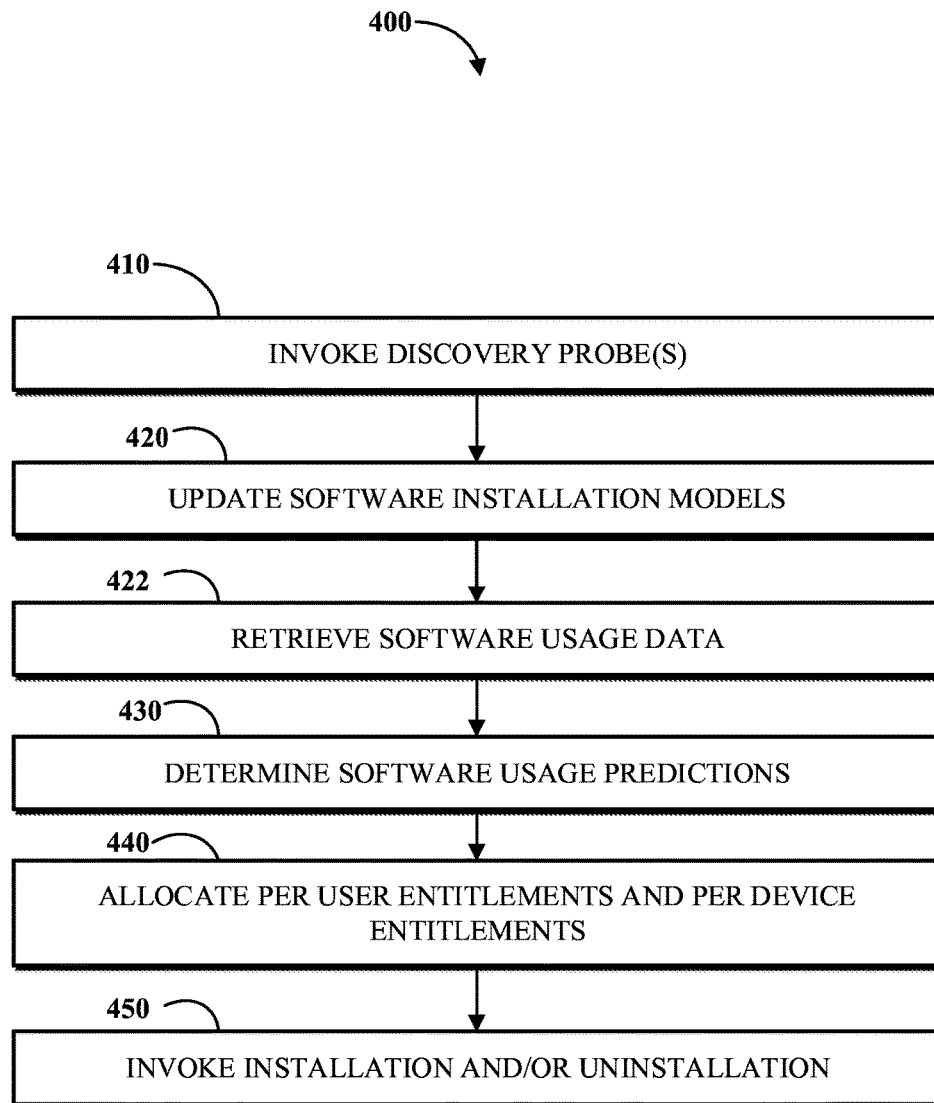 400
410
INVOKE DISCOVERY PROBE(S)
420
UPDATE SOFTWARE INSTALLATION MODELS
422
RETRIEVE SOFTWARE USAGE DATA
430
DETERMINE SOFTWARE USAGE PREDICTIONS
440
ALLOCATE PER USER ENTITLEMENTS AND PER DEVICE
ENTITLEMENTS
450
INVOKE INSTALLATION AND/OR UNINSTALLATION